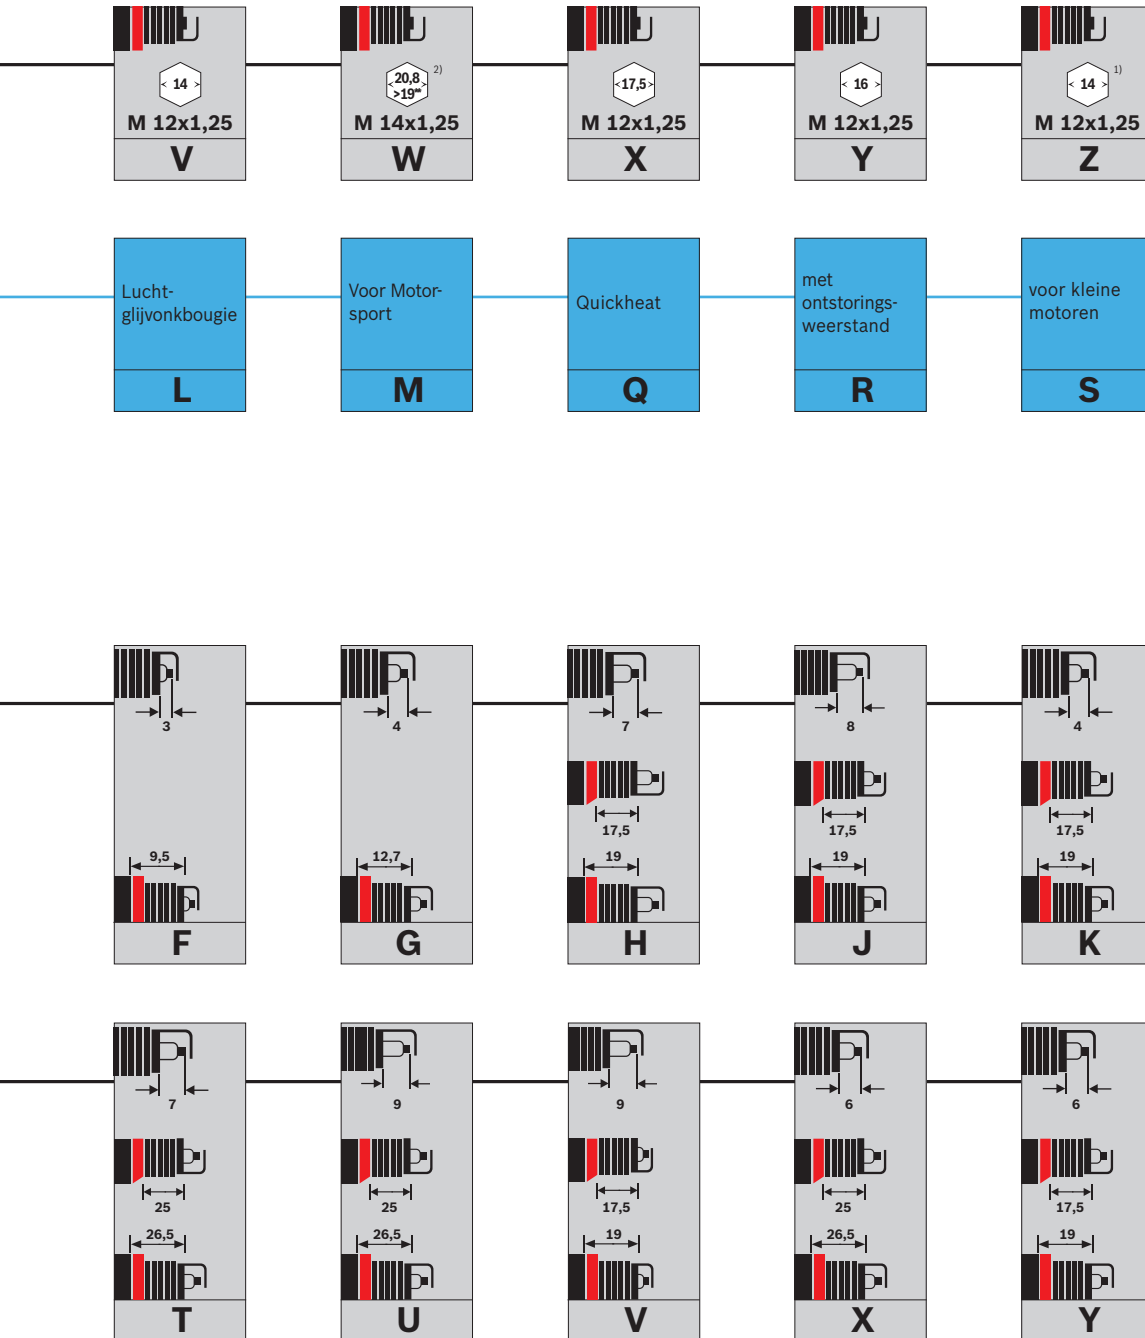 14
20,8 2)
>19**
17,5
16
14 1)
M 12x1,25
M 14x1,25
M 12x1,25
M 12x1,25
M 12x1,25
V
W
X
Y
Z
Lucht-
glijvonkbougie
Voor Motor-
sport
Quickheat
met
ontstorings-
weerstand
voor kleine
motoren
L
M
Q
R
S
3
4
7
8
4
17,5
17,5
17,5
9,5
12,7
19
19
19
F
G
H
J
K
7
9
9
6
6
25
25
17,5
25
17,5
26,5
26,5
19
26,5
19
T
U
V
X
Y